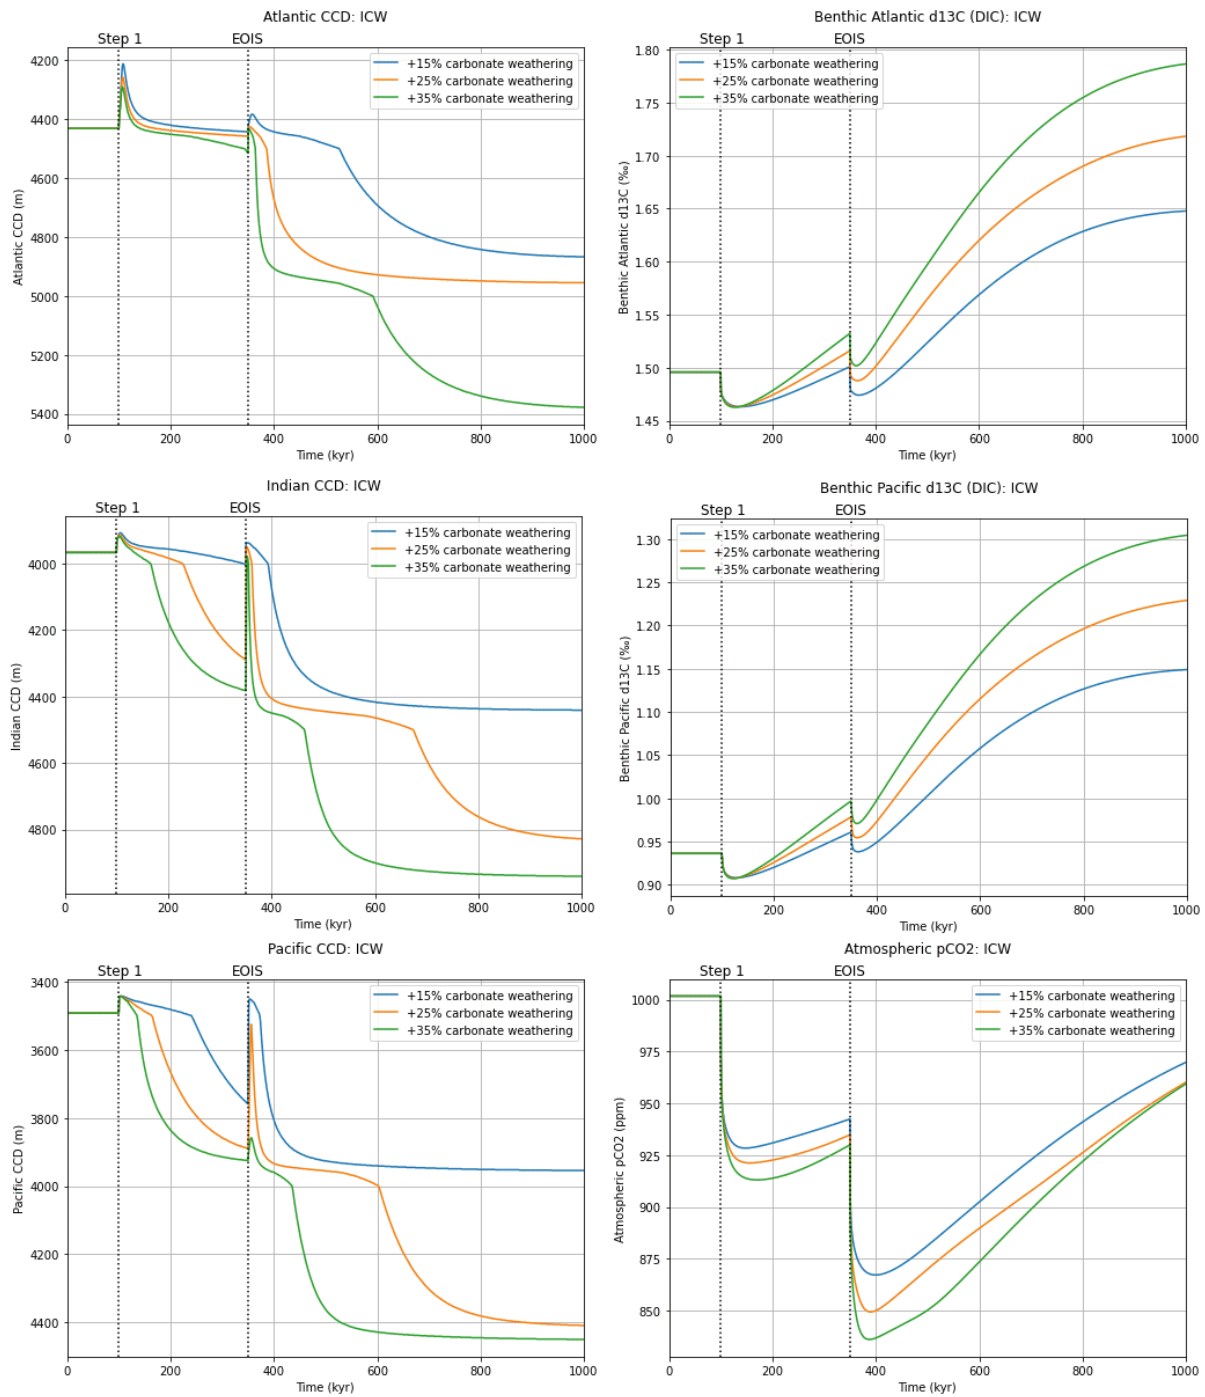 Atlantic CCD: ICW
Step 1
EOIS
+15% carbonate weathering
+25% carbonate weathering
+35% carbonate weathering
4200
4400
4600
4800
5000
5200
5400
Atlantic CCD (m)
0
200
400
600
800
1000
Time (kyr)
Benthic Atlantic d13C (DIC): ICW
Step 1
EOIS
+15% carbonate weathering
+25% carbonate weathering
+35% carbonate weathering
1.80
1.75
1.70
1.65
1.60
1.55
1.50
1.45
Benthic Atlantic d13C (‰)
0
200
400
600
800
1000
Time (kyr)
Indian CCD: ICW
Step 1
EOIS
+15% carbonate weathering
+25% carbonate weathering
+35% carbonate weathering
4000
4200
4400
4600
4800
Indian CCD (m)
0
200
400
600
800
1000
Time (kyr)
Benthic Pacific d13C (DIC): ICW
Step 1
EOIS
+15% carbonate weathering
+25% carbonate weathering
+35% carbonate weathering
1.30
1.25
1.20
1.15
1.10
1.05
1.00
0.95
0.90
Benthic Pacific d13C (‰)
0
200
400
600
800
1000
Time (kyr)
Pacific CCD: ICW
Step 1
EOIS
+15% carbonate weathering
+25% carbonate weathering
+35% carbonate weathering
3400
3600
3800
4000
4200
4400
Pacific CCD (m)
0
200
400
600
800
1000
Time (kyr)
Atmospheric pCO2: ICW
Step 1
EOIS
+15% carbonate weathering
+25% carbonate weathering
+35% carbonate weathering
1000
975
950
925
900
875
850
Atmospheric pCO2 (ppm)
0
200
400
600
800
1000
Time (kyr)